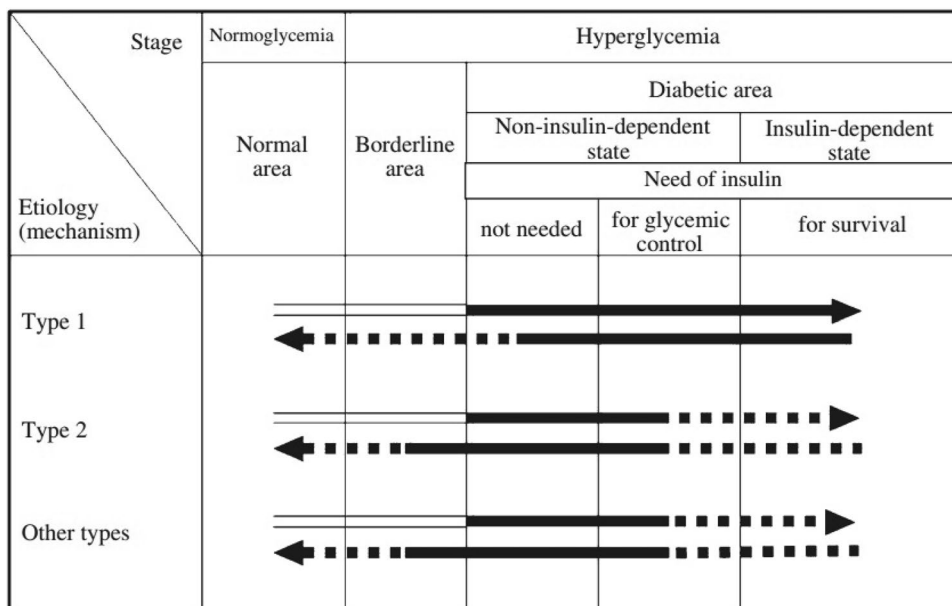 Stage
Normoglycemia
Hyperglycemia
Etiology
(mechanism)
Normal
area
Borderline
area
Diabetic area
Non-insulin-dependent
state
Insulin-dependent
state
Need of insulin
not needed
for glycemic
control
for survival
Type 1
Type 2
Other types